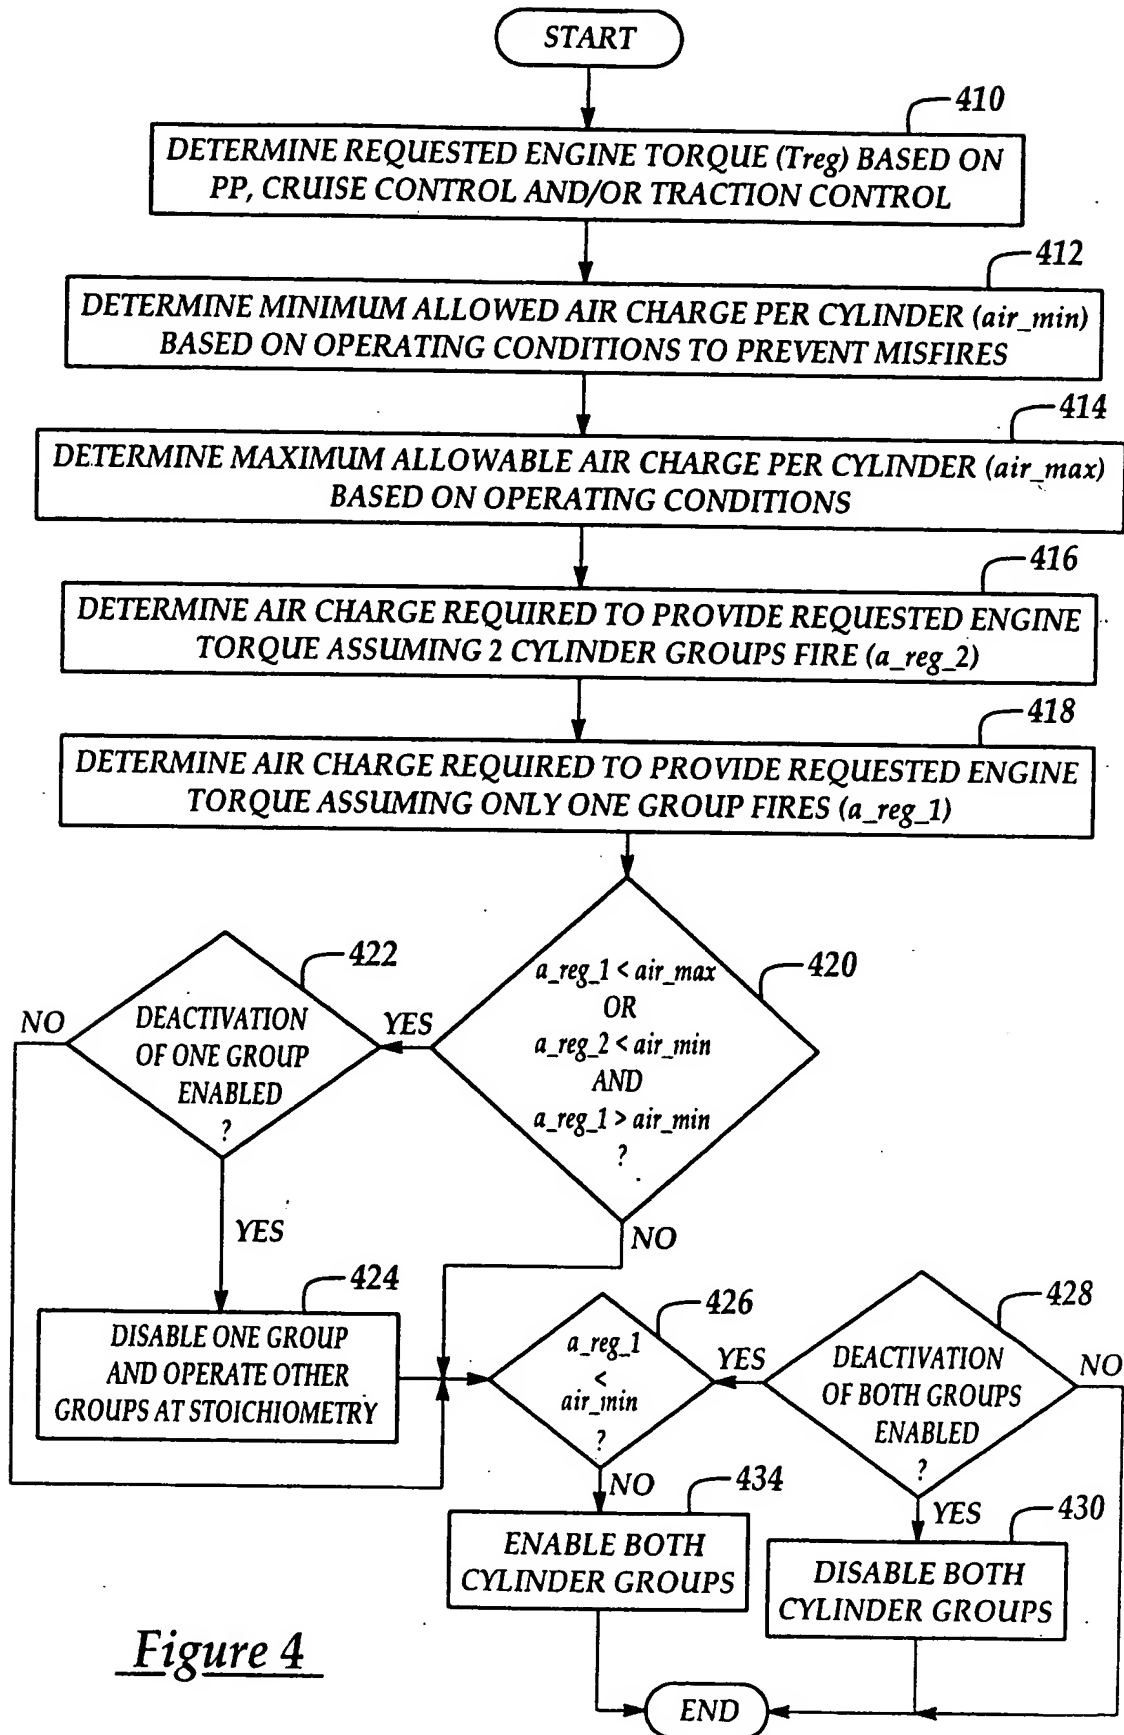 START
410
DETERMINE REQUESTED ENGINE TORQUE (Treg) BASED ON
PP, CRUISE CONTROL AND/OR TRACTION CONTROL
412
DETERMINE MINIMUM ALLOWED AIR CHARGE PER CYLINDER (air_min)
BASED ON OPERATING CONDITIONS TO PREVENT MISFIRES
414
DETERMINE MAXIMUM ALLOWABLE AIR CHARGE PER CYLINDER (air_max)
BASED ON OPERATING CONDITIONS
416
DETERMINE AIR CHARGE REQUIRED TO PROVIDE REQUESTED ENGINE
TORQUE ASSUMING 2 CYLINDER GROUPS FIRE (a_reg_2)
418
DETERMINE AIR CHARGE REQUIRED TO PROVIDE REQUESTED ENGINE
TORQUE ASSUMING ONLY ONE GROUP FIRES (a_reg_1)
420
a_reg_1 < air_max
OR
a_reg_2 < air_min
AND
a_reg_1 > air_min
?
YES
NO
422
DEACTIVATION
OF ONE GROUP
ENABLED
?
NO
YES
424
DISABLE ONE GROUP
AND OPERATE OTHER
GROUPS AT STOICHIOMETRY
426
a_reg_1
<
air_min
?
YES
NO
428
DEACTIVATION
OF BOTH GROUPS
ENABLED
?
NO
YES
434
ENABLE BOTH
CYLINDER GROUPS
430
DISABLE BOTH
CYLINDER GROUPS
END
Figure 4